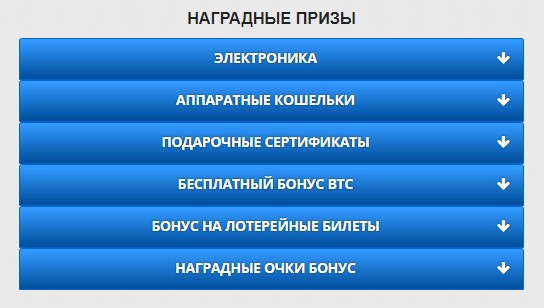 НАГРАДНЫЕ ПРИЗЫ
ЭЛЕКТРОНИКА
АППАРАТНЫЕ КОШЕЛЬКИ
ПОДАРОЧНЫЕ СЕРТИФИКАТЫ
БЕСПЛАТНЫЙ БОНУС BTC
БОНУС НА ЛОТЕРЕЙНЫЕ БИЛЕТЫ
НАГРАДНЫЕ ОЧКИ БОНУС